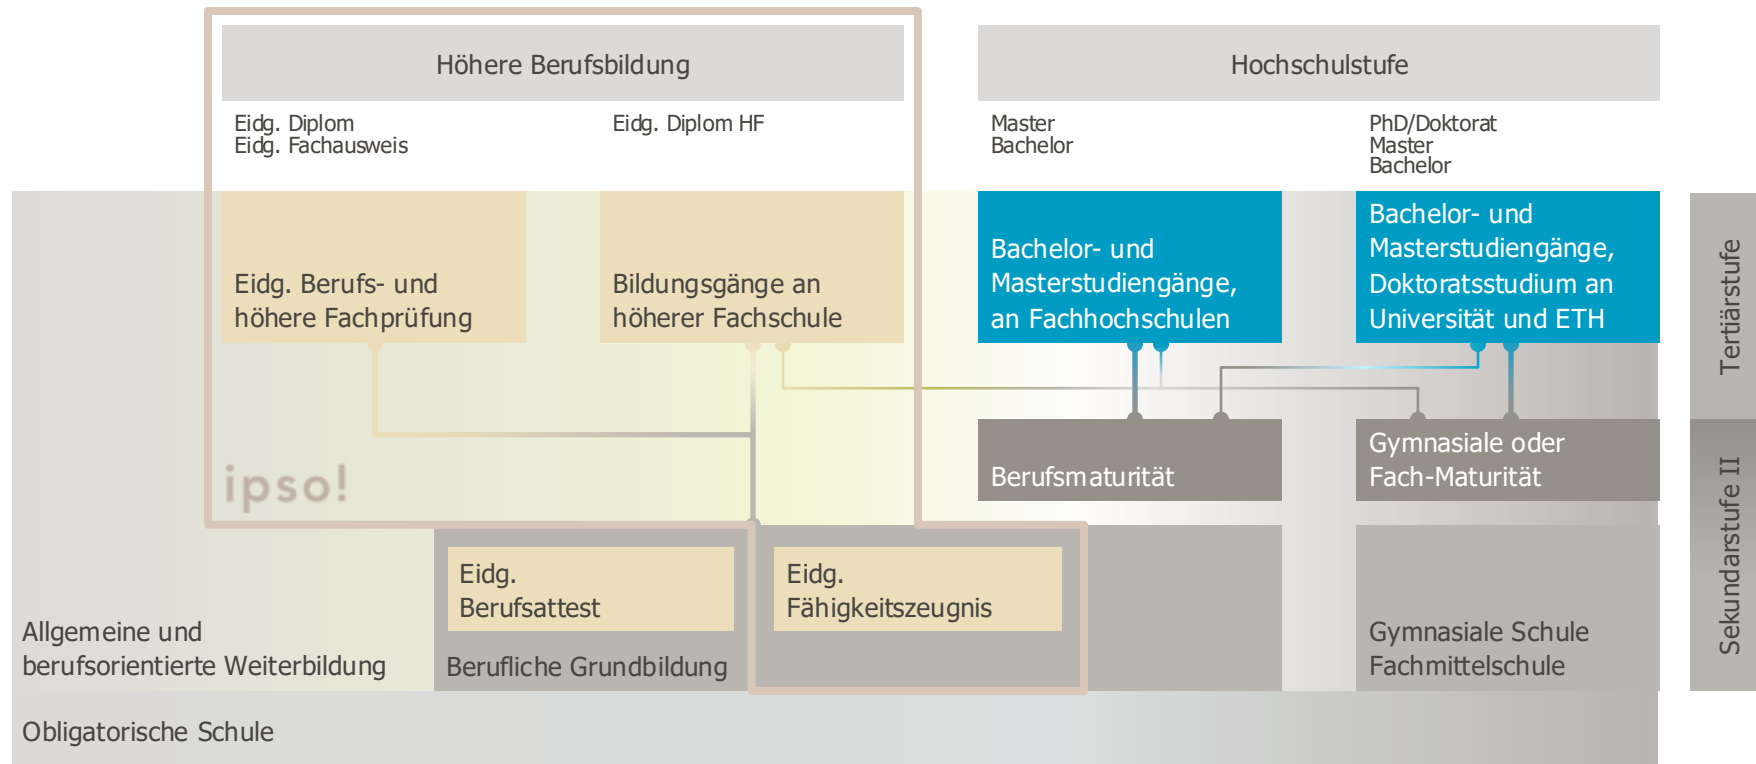 Höhere Berufsbildung
Hochschulstufe
Eidg. Diplom
Eidg. Fachausweis
Eidg. Diplom HF
Master
Bachelor
PhD/Doktorat
Master
Bachelor
Eidg. Berufs- und
höhere Fachprüfung
Bildungsgänge an
höherer Fachschule
Bachelor- und
Masterstudiengänge,
an Fachhochschulen
Bachelor- und
Masterstudiengänge,
Doktoratsstudium an
Universität und ETH
Tertiärstufe
ipso!
Berufsmaturität
Gymnasiale oder
Fach-Maturität
Sekundarstufe II
Eidg.
Berufsattest
Eidg.
Fähigkeitszeugnis
Allgemeine und
berufsorientierte Weiterbildung
Berufliche Grundbildung
Gymnasiale Schule
Fachmittelschule
Obligatorische Schule